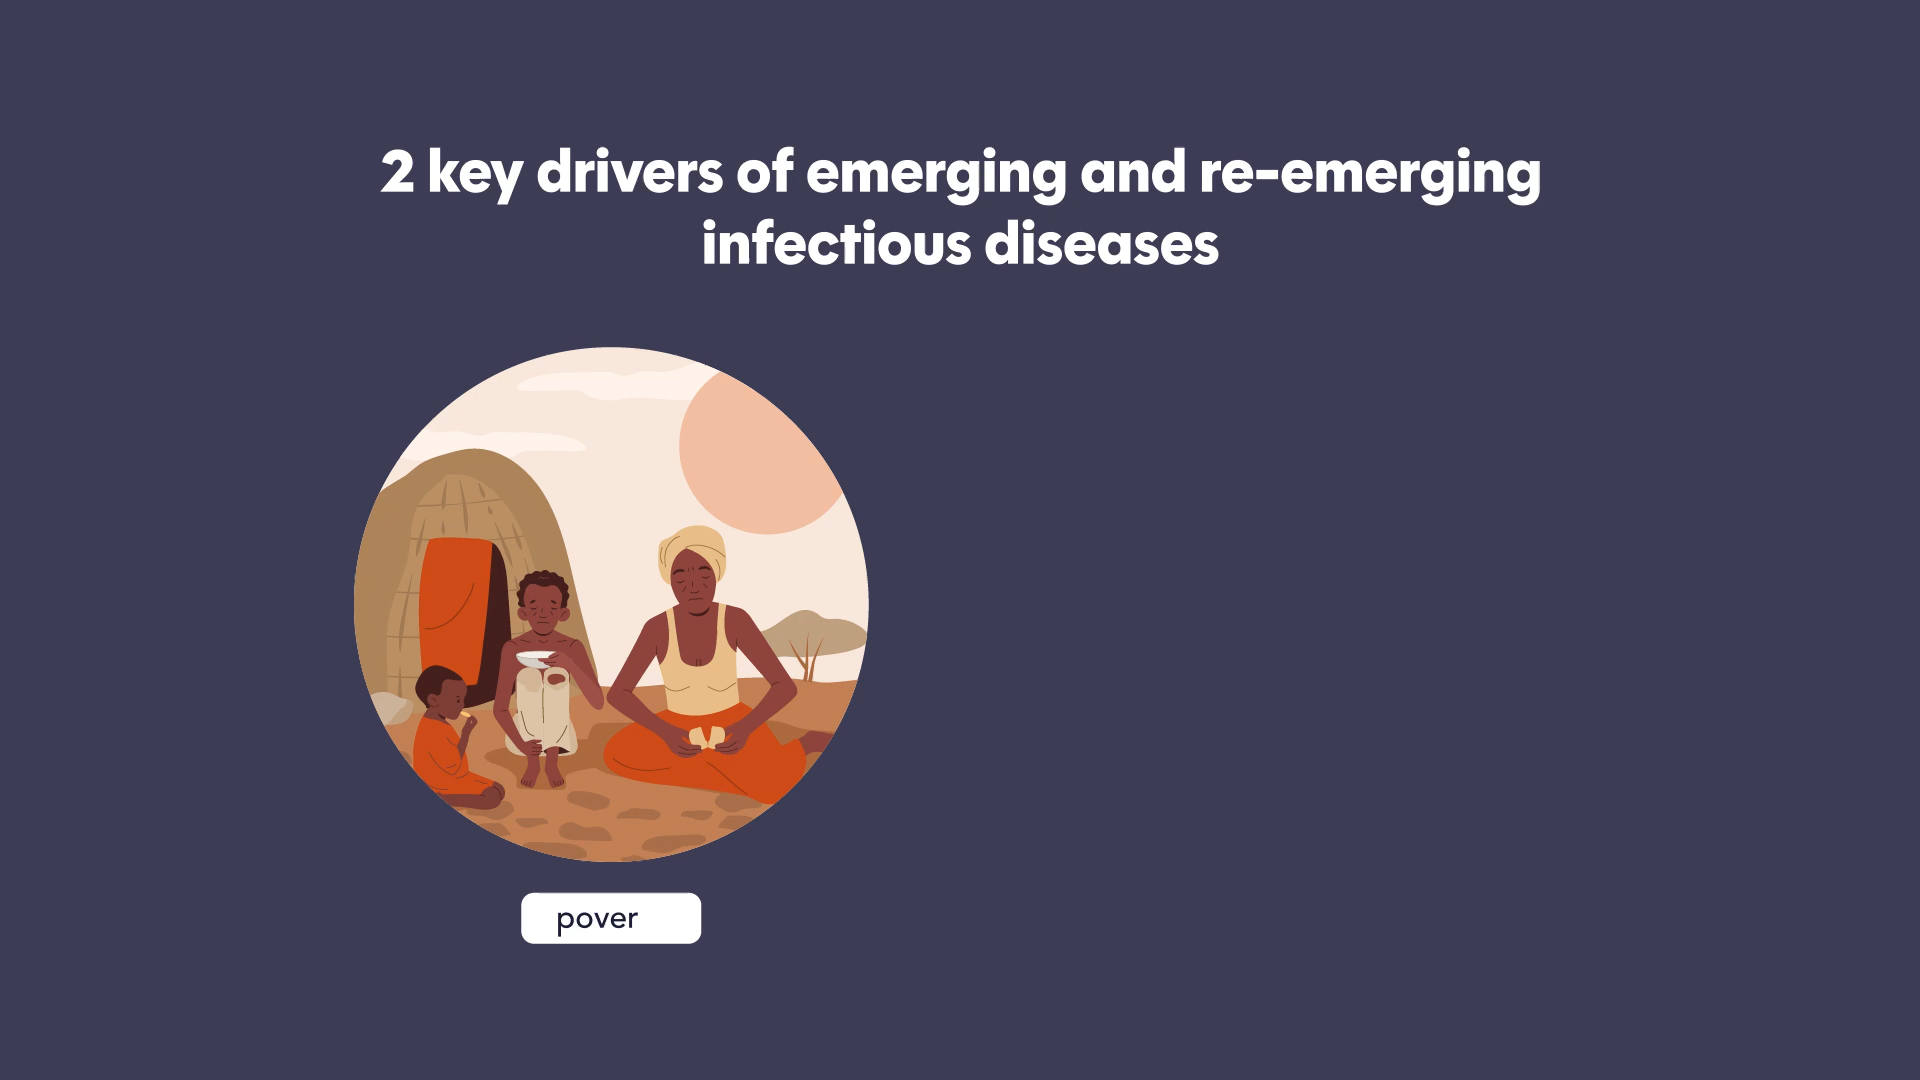 2 key drivers of emerging and re-emerging
infectious diseases
pover